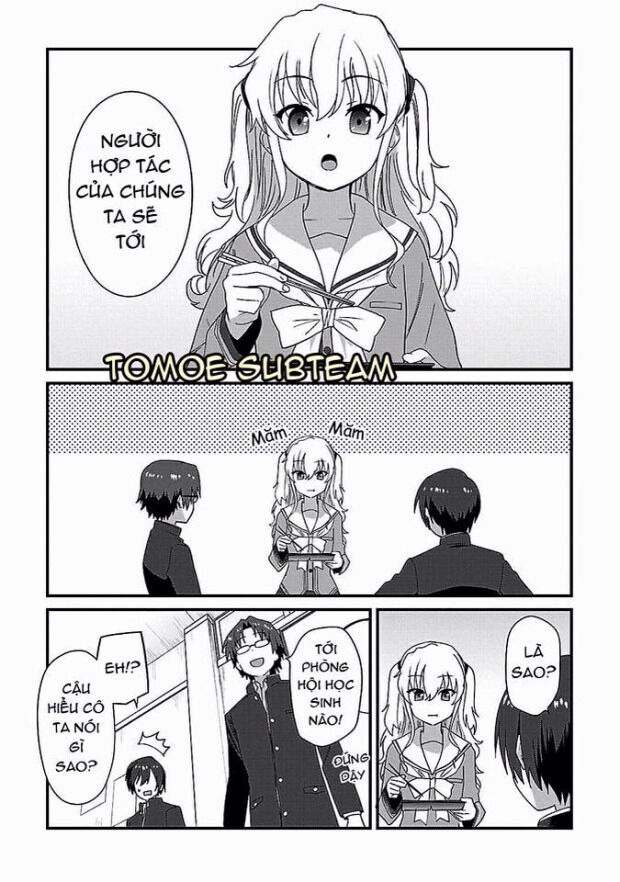 NGƯỜI
HỢP TÁC
CỦA CHÚNG
TA SẼ
TỚI
TOMOE SUBTEAM
Măm
Măm
LÀ
SAO?
TỚI
PHÒNG
HỘI HỌC
SINH
NÀO!
ĐỨNG
DẬY
EH!?
CẬU
HIỂU CÔ
TA NÓI
GÌ
SAO?